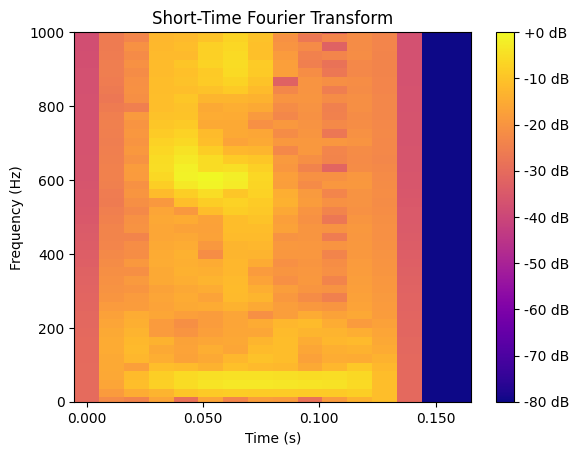 Short-Time Fourier Transform
Frequency (Hz)
1000
800
600
400
200
0
0.000
0.050
0.100
0.150
Time (s)
+0 dB
-10 dB
-20 dB
-30 dB
-40 dB
-50 dB
-60 dB
-70 dB
-80 dB